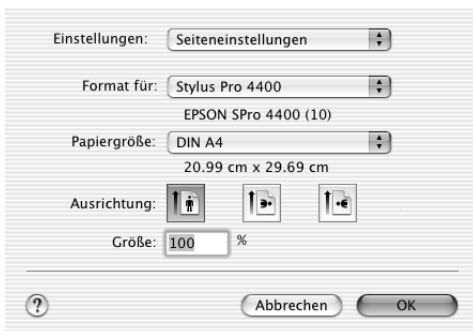 Einstellungen: Seiteneinstellungen
Format für: Stylus Pro 4400
EPSON SPro 4400 (10)
Papiergröße: DIN A4
20.99 cm x 29.69 cm
Ausrichtung:
Größe: 100 %
? Abbrechen OK